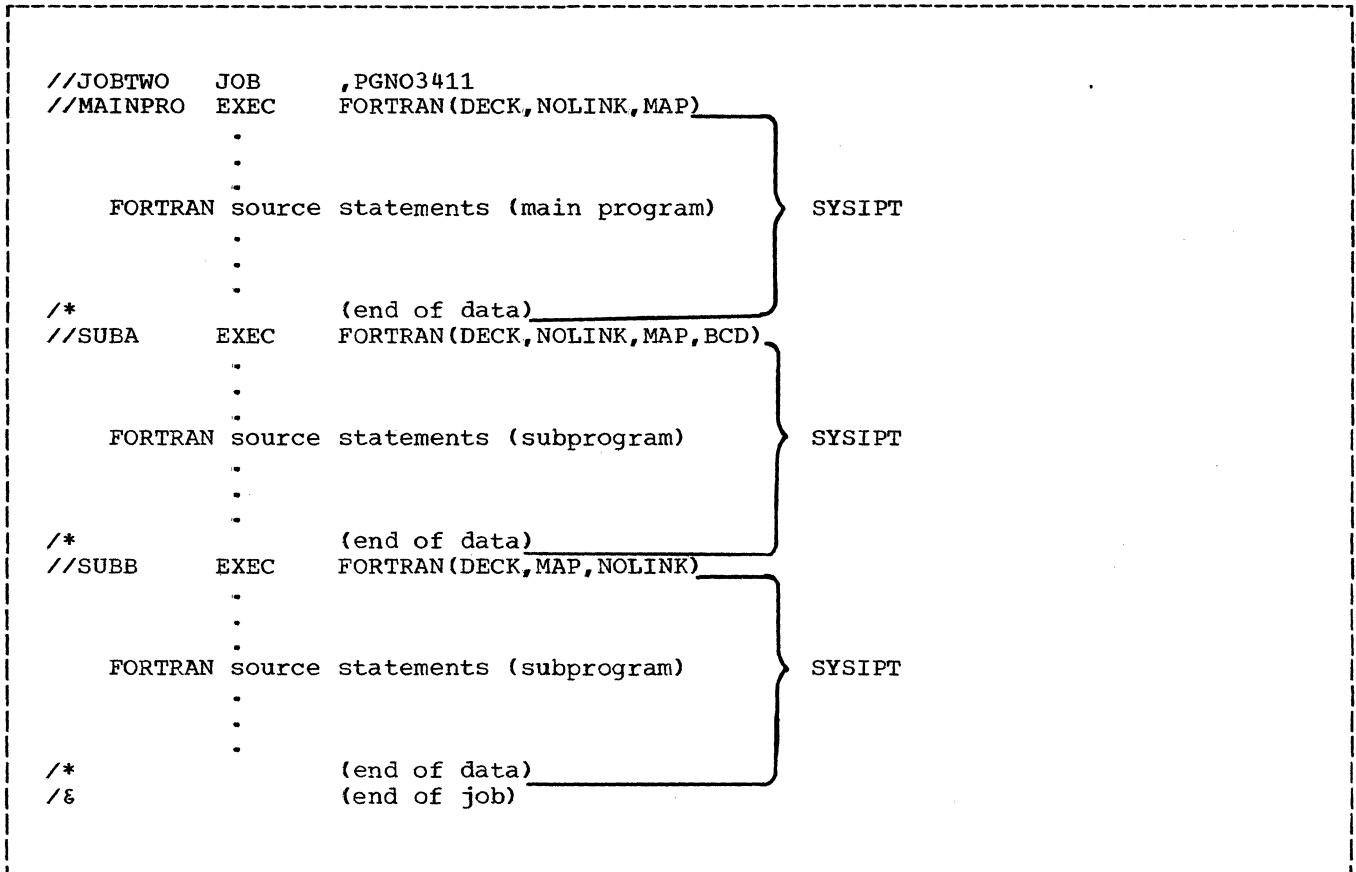 //JOBTWO JOB ,PGNO3411
//MAINPRO EXEC FORTRAN(DECK,NOLINK,MAP)
.
.
.
FORTRAN source statements (main program) SYSIPT
.
.
.
/* (end of data)
//SUBA EXEC FORTRAN(DECK,NOLINK,MAP,BCD)
.
.
.
FORTRAN source statements (subprogram) SYSIPT
.
.
.
/* (end of data)
//SUBB EXEC FORTRAN(DECK,MAP,NOLINK)
.
.
.
FORTRAN source statements (subprogram) SYSIPT
.
.
.
/* (end of data)
/& (end of job)